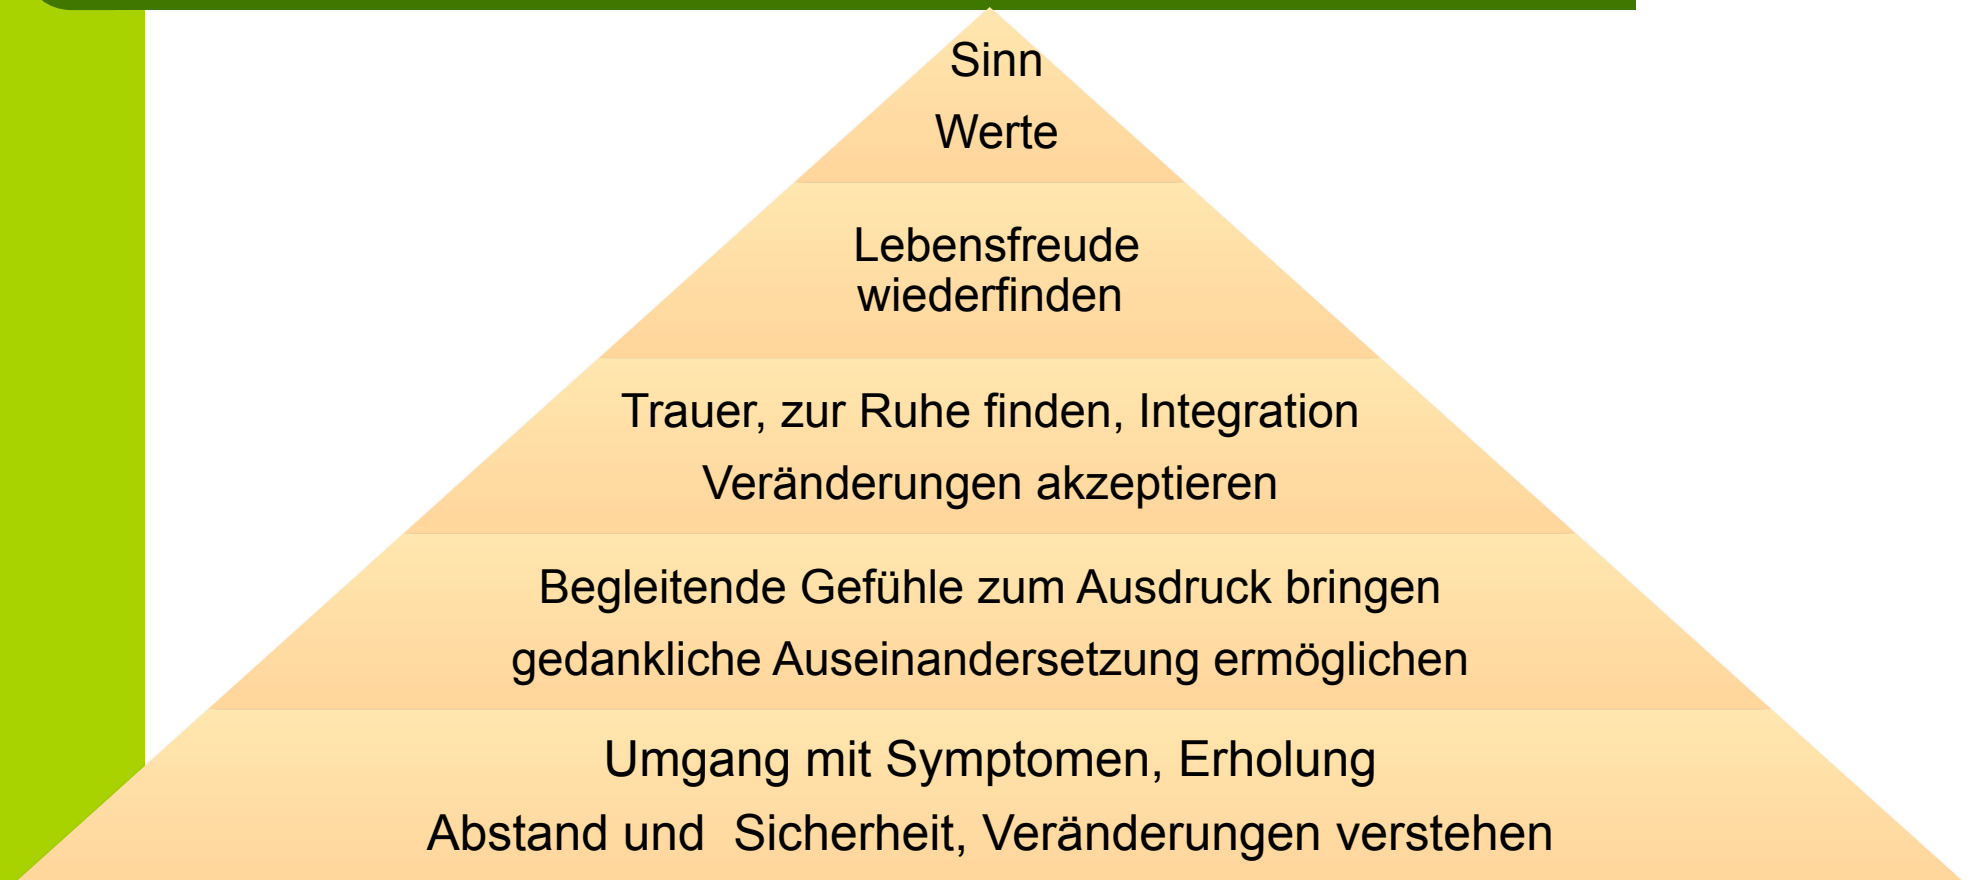 Sinn
Werte
Lebensfreude
wiederfinden
Trauer, zur Ruhe finden, Integration
Veränderungen akzeptieren
Begleitende Gefühle zum Ausdruck bringen
gedankliche Auseinandersetzung ermöglichen
Umgang mit Symptomen, Erholung
Abstand und  Sicherheit, Veränderungen verstehen